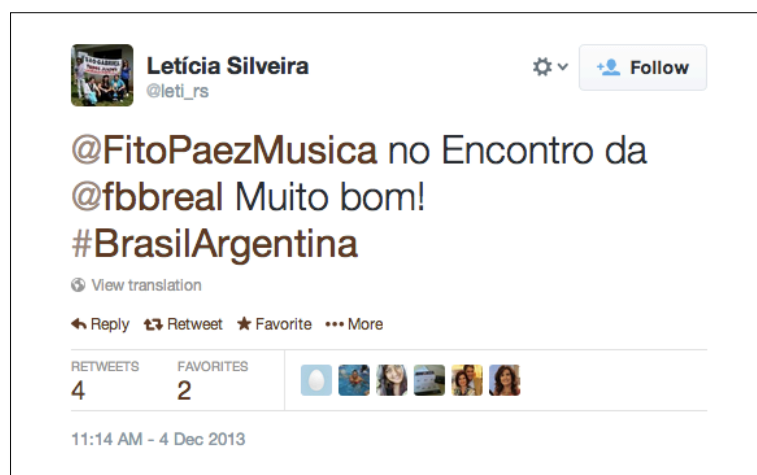 Letícia Silveira
@leti_rs
Follow
@FitoPaezMusica no Encontro da
@fbbreal Muito bom!
#BrasilArgentina
View translation
Reply Retweet Favorite More
RETWEETS FAVORITES
4 2
11:14 AM - 4 Dec 2013